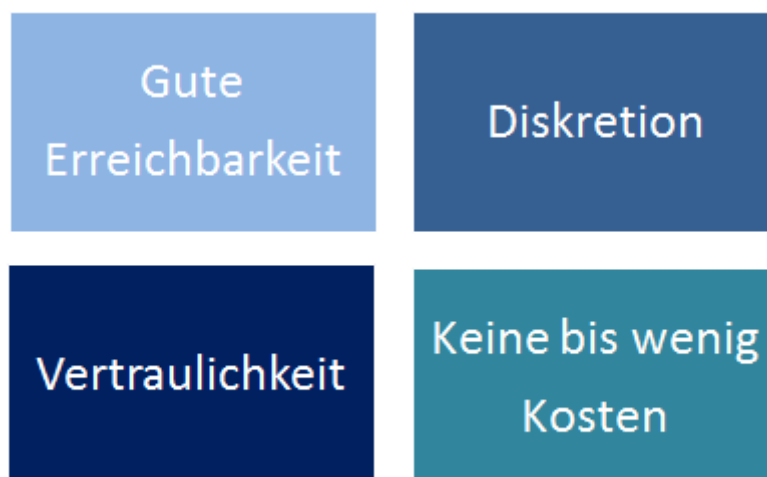 Gute
Erreichbarkeit
Diskretion
Vertraulichkeit
Keine bis wenig
Kosten